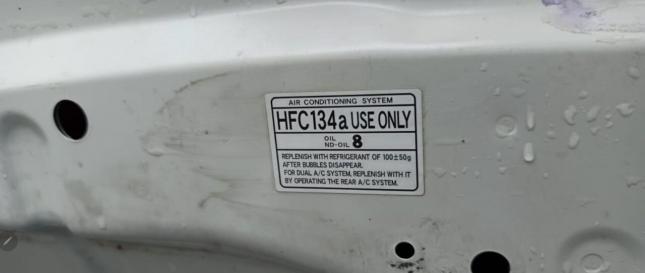 AIR CONDITIONING SYSTEM
HFC134a USE ONLY
OIL
ND-OIL 8
REPLENISH WITH REFRIGERANT OF 100±50g
AFTER BUBBLES DISAPPEAR.
FOR DUAL A/C SYSTEM, REPLENISH WITH IT
BY OPERATING THE REAR A/C SYSTEM.